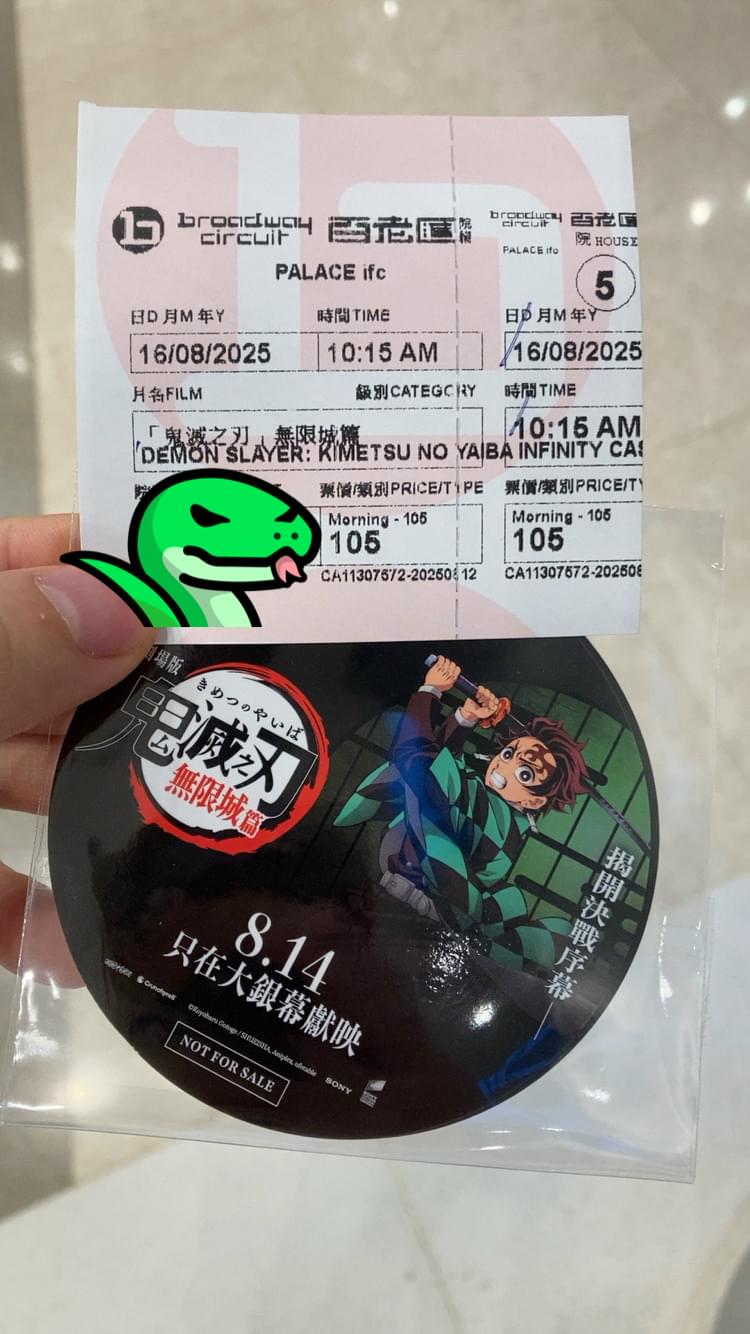 broadway circuit 百老匯院線
PALACE ifc
日D 月M 年Y 時間TIME
16/08/2025 10:15 AM
片名FILM 級別CATEGORY
「鬼滅之刃」無限城篇
DEMON SLAYER: KIMETSU NO YAIBA INFINITY CAS
票價/類別PRICE/TYPE
Morning - 105
105
CA11307572-20250812
broadway circuit 百老匯
PALACE ifc
院 HOUSE
5
日D 月M 年Y
16/08/2025
時間TIME
10:15 AM
票價/類別PRICE/TY
Morning - 105
105
CA11307572-202508
劇場版
きめつのやいば
鬼滅之刃
無限城篇
揭開決戰序幕
8.14
只在大銀幕獻映
Crunchyroll
©Koyoharu Gotoge / SHUEISHA, Aniplex, ufotable
NOT FOR SALE
SONY